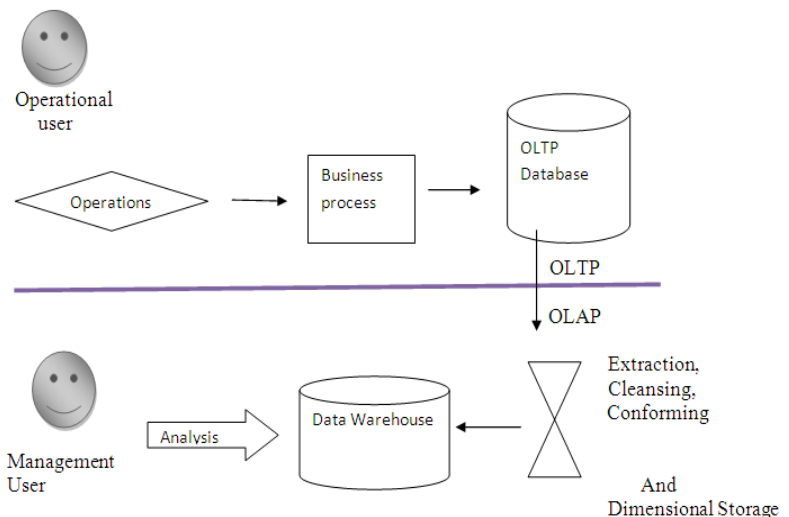 Operational
user
Operations
Business
process
OLTP
Database
OLTP
OLAP
Extraction,
Cleansing,
Conforming
Data Warehouse
Analysis
Management
User
And
Dimensional Storage